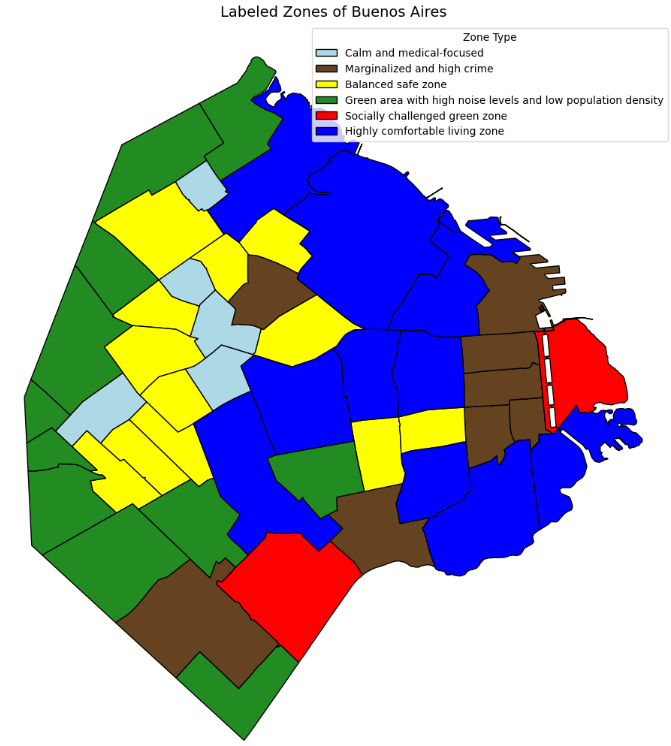 Labeled Zones of Buenos Aires
Zone Type
Calm and medical-focused
Marginalized and high crime
Balanced safe zone
Green area with high noise levels and low population density
Socially challenged green zone
Highly comfortable living zone